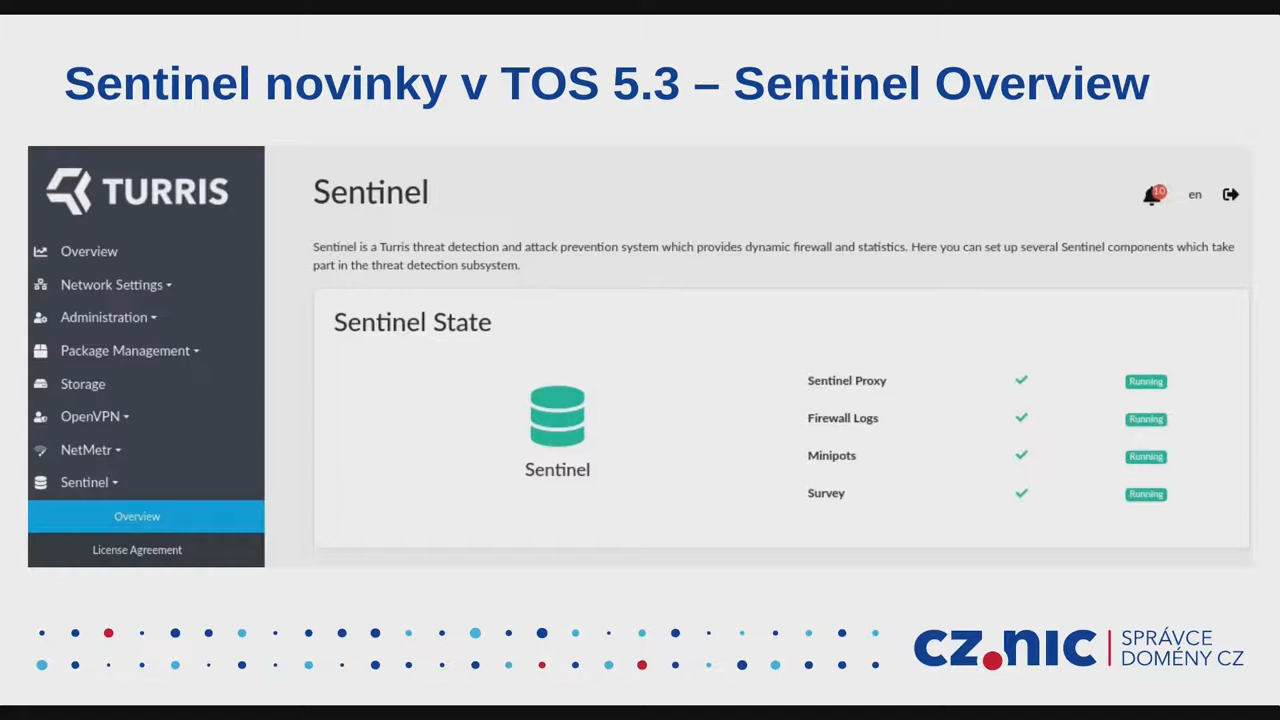 Sentinel novinky v TOS 5.3 – Sentinel Overview
TURRIS
Overview
Network Settings
Administration
Package Management
Storage
OpenVPN
NetMetr
Sentinel
Overview
License Agreement
Sentinel
10
en
Sentinel is a Turris threat detection and attack prevention system which provides dynamic firewall and statistics. Here you can set up several Sentinel components which take
part in the threat detection subsystem.
Sentinel State
Sentinel
Sentinel Proxy Running
Firewall Logs Running
Minipots Running
Survey Running
cz.nic
SPRÁVCE
DOMÉNY CZ